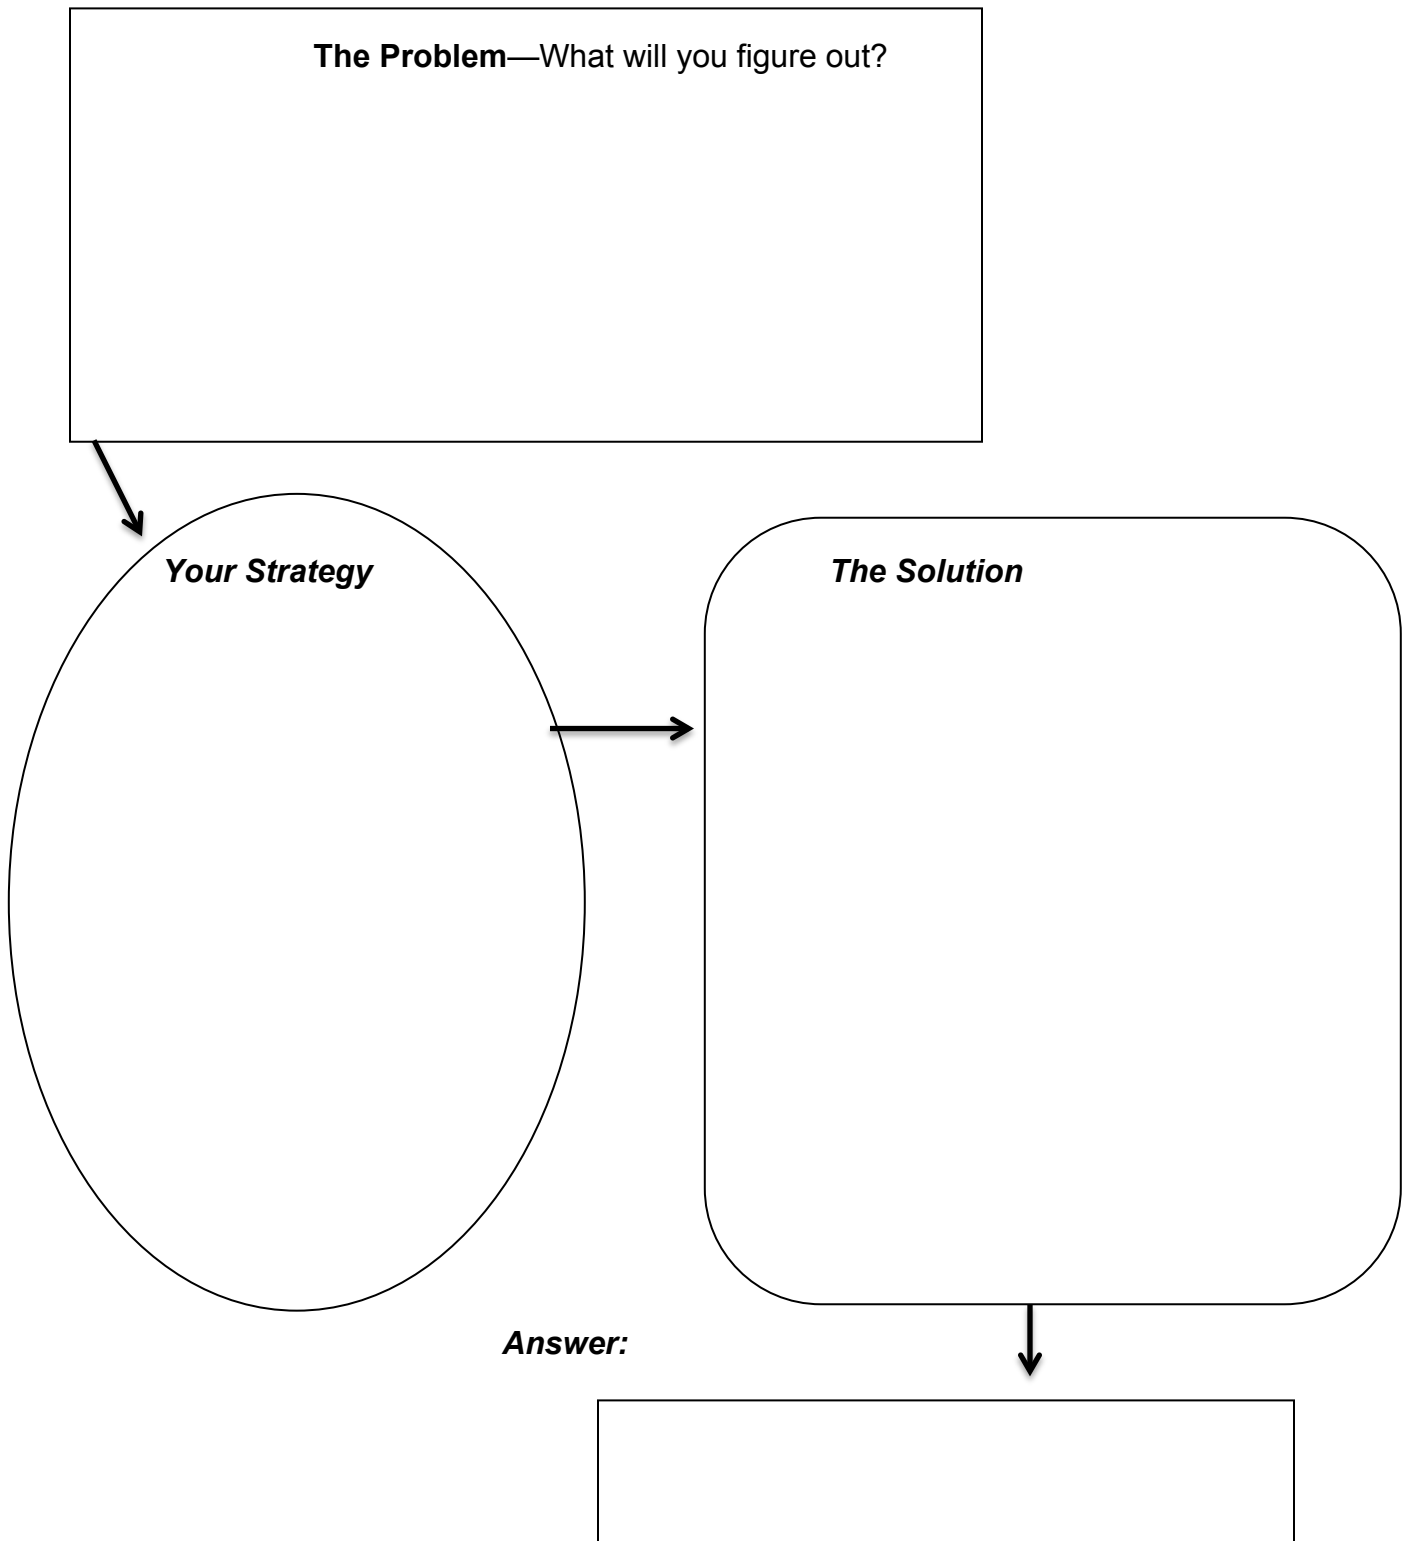 The Problem—What will you figure out?
Your Strategy
The Solution
Answer: